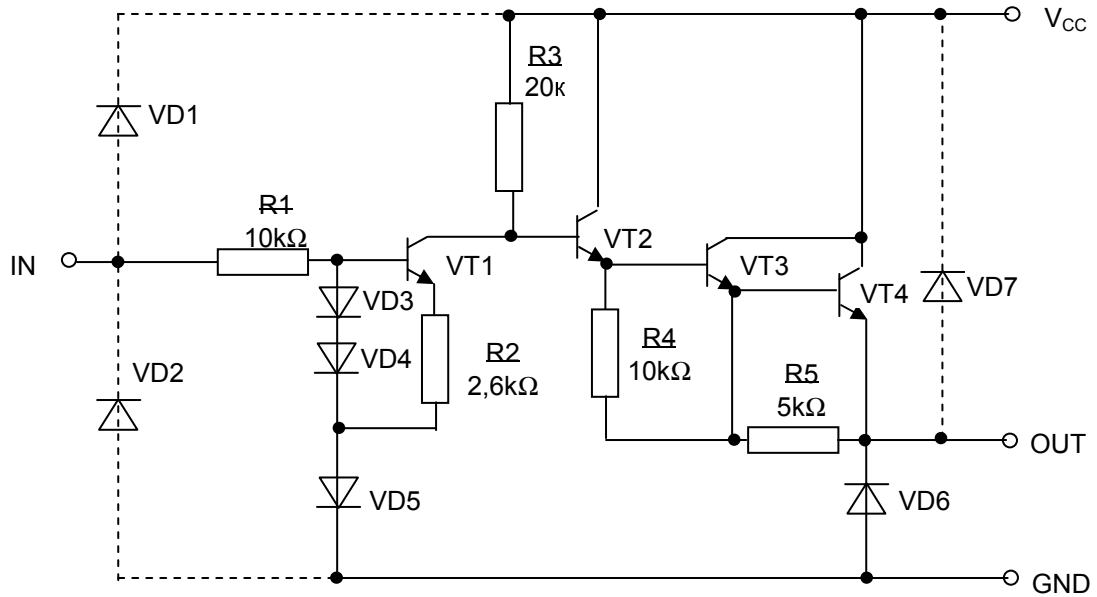 V_CC
R3
20к
VD1
R1
10kΩ
IN
VT1
VT2
VT3
VT4
VD7
VD3
VD4
R2
2,6kΩ
R4
10kΩ
VD2
R5
5kΩ
OUT
VD5
VD6
GND